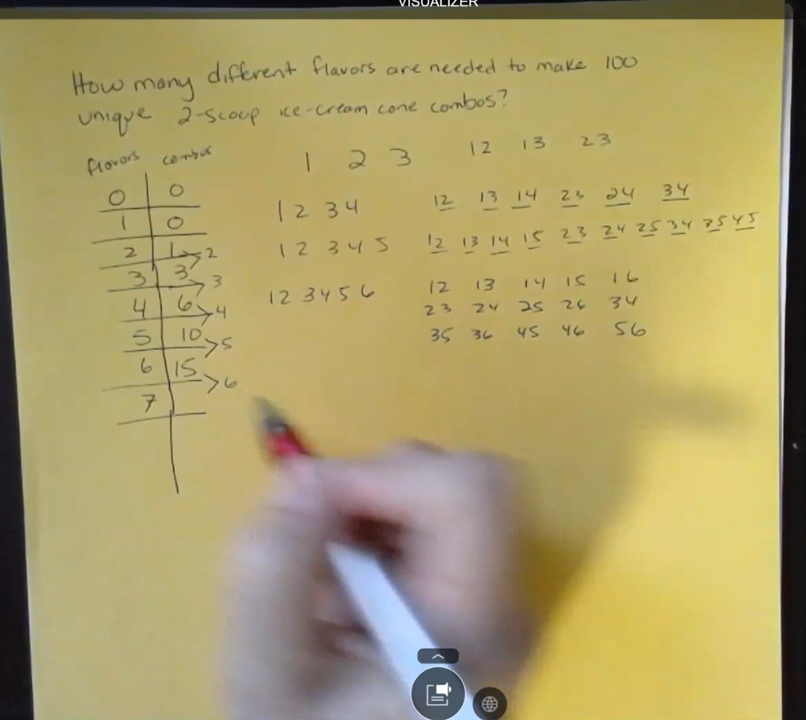 VISUALIZER
How many different flavors are needed to make 100
unique 2-scoop ice-cream cone combos?
flavors combos
0 0
1 0
2 1 >2
3 3 >3
4 6 >4
5 10 >5
6 15 >6
7
1 2 3 12 13 23
1 2 3 4 12 13 14 23 24 34
1 2 3 4 5 12 13 14 15 23 24 25 34 35 45
1 2 3 4 5 6 12 13 14 15 16
23 24 25 26 34
35 36 45 46 56